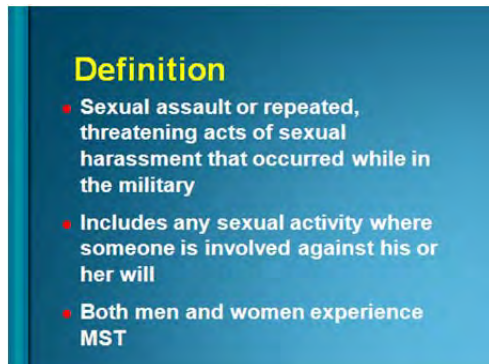 Definition
Sexual assault or repeated,
threatening acts of sexual
harassment that occurred while in
the military
Includes any sexual activity where
someone is involved against his or
her will
Both men and women experience
MST